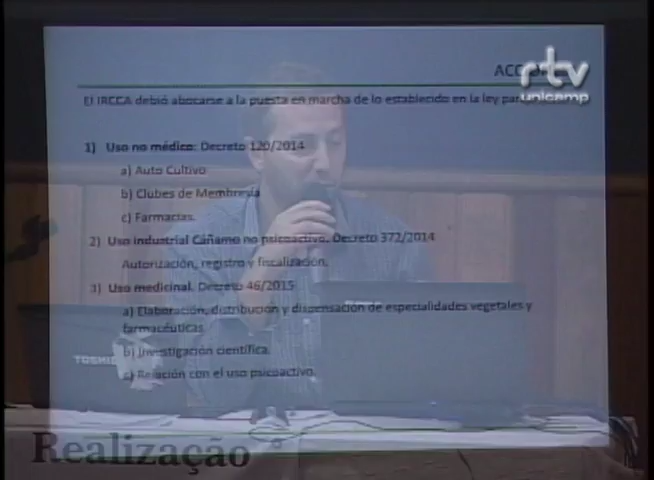 rtv
unicamp
El IRCCA debió abocarse a la puesta en marcha de lo establecido en la ley
1) Uso no médico: Decreto 120/2014
a) Auto Cultivo
b) Clubes de Membresía
c) Farmacias.
2) Uso industrial Cáñamo no psicoactivo. Decreto 372/2014
Autorización, registro y fiscalización.
3) Uso medicinal. Decreto 46/2015
a) Elaboración, distribución y dispensación de especialidades vegetales y
farmacéuticas
b) Investigación científica.
c) Relación con el uso psicoactivo.
Realização